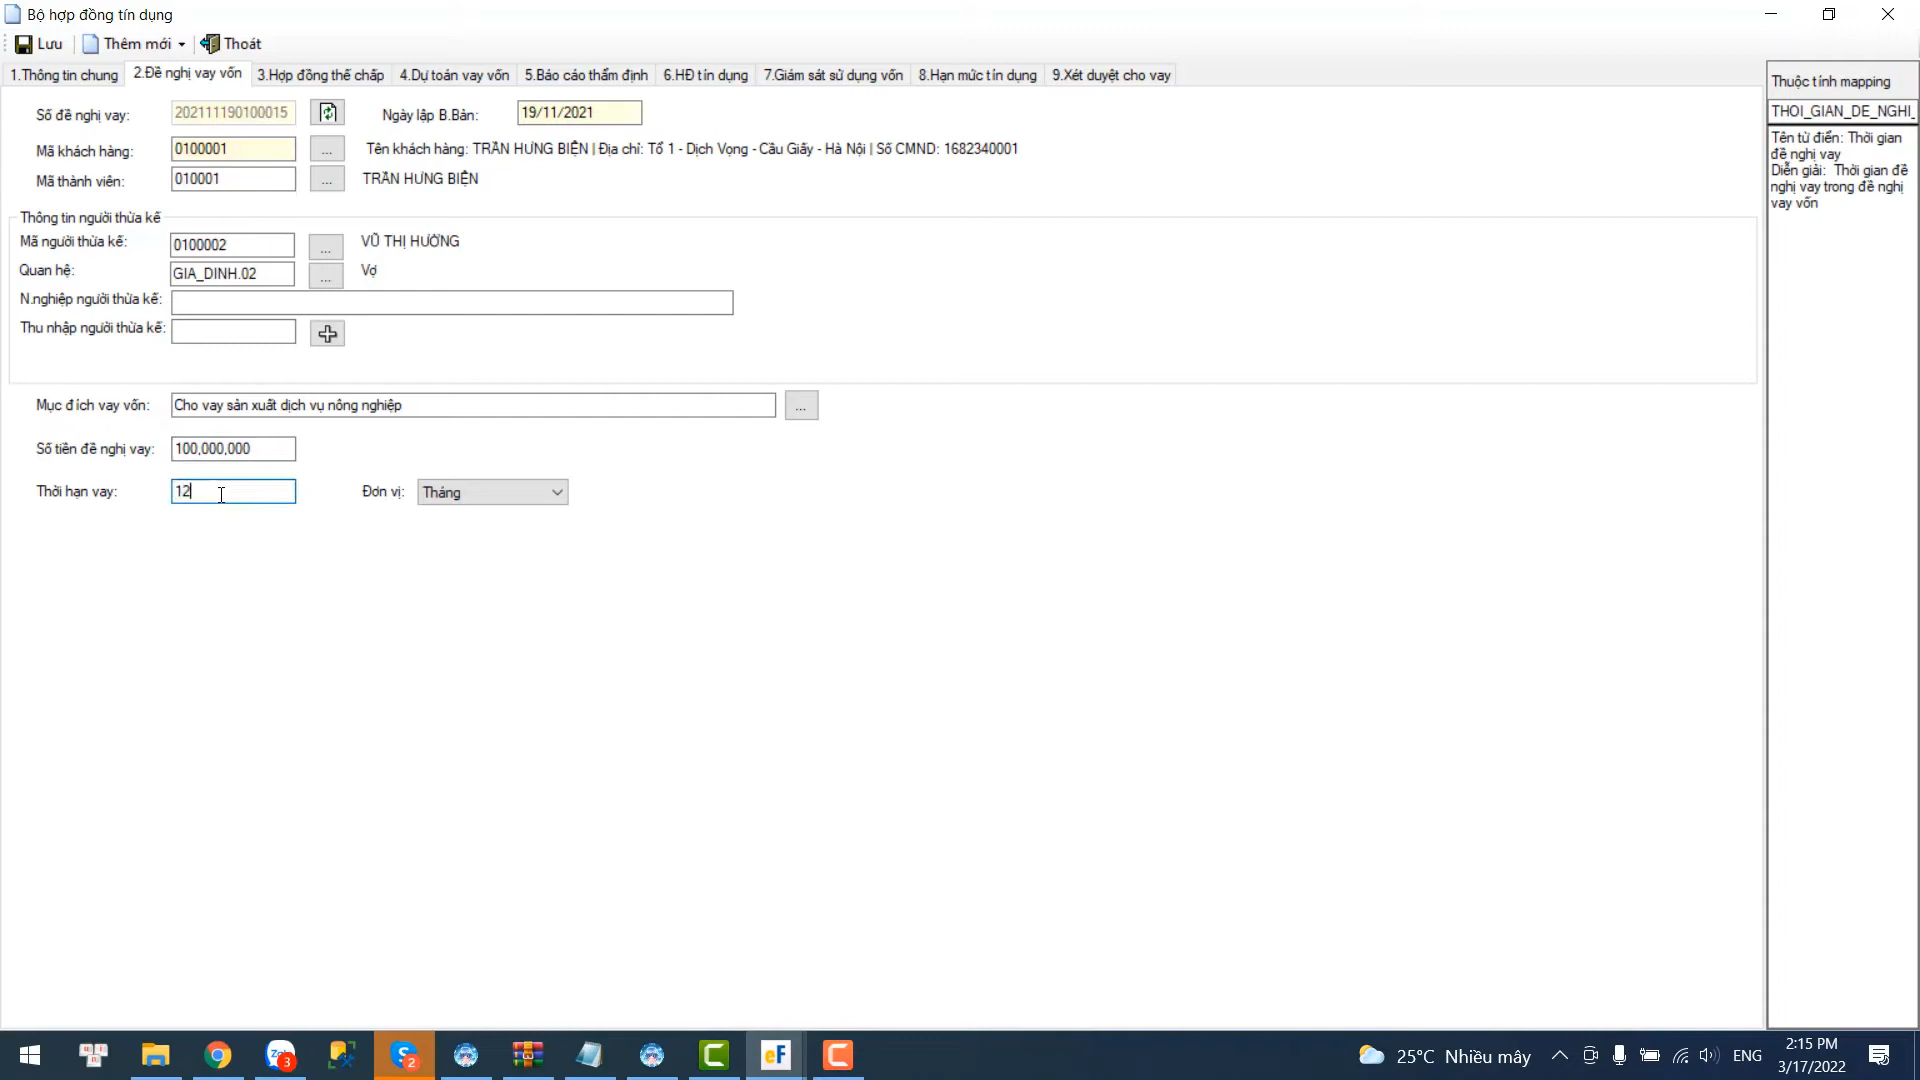 Bộ hợp đồng tín dụng
Lưu Thêm mới Thoát
1.Thông tin chung 2.Đề nghị vay vốn 3.Hợp đồng thế chấp 4.Dự toán vay vốn 5.Báo cáo thẩm định 6.HĐ tín dụng 7.Giám sát sử dụng vốn 8.Hạn mức tín dụng 9.Xét duyệt cho vay
Số đề nghị vay: 202111190100015 Ngày lập B.Bản: 19/11/2021
Mã khách hàng: 0100001 ... Tên khách hàng: TRẦN HƯNG BIỆN | Địa chỉ: Tổ 1 - Dịch Vọng - Cầu Giấy - Hà Nội | Số CMND: 1682340001
Mã thành viên: 010001 ... TRẦN HƯNG BIỆN
Thông tin người thừa kế
Mã người thừa kế: 0100002 ... VŨ THỊ HƯỜNG
Quan hệ: GIA_DINH.02 ... Vợ
N.nghiệp người thừa kế:
Thu nhập người thừa kế:
Mục đích vay vốn: Cho vay sản xuất dịch vụ nông nghiệp ...
Số tiền đề nghị vay: 100,000,000
Thời hạn vay: 12 Đơn vị: Tháng
Thuộc tính mapping
THOI_GIAN_DE_NGHI_
Tên từ điển: Thời gian
đề nghị vay
Diễn giải: Thời gian đề
nghị vay trong đề nghị
vay vốn
3
2
eF
25°C Nhiều mây
ENG
2:15 PM
3/17/2022